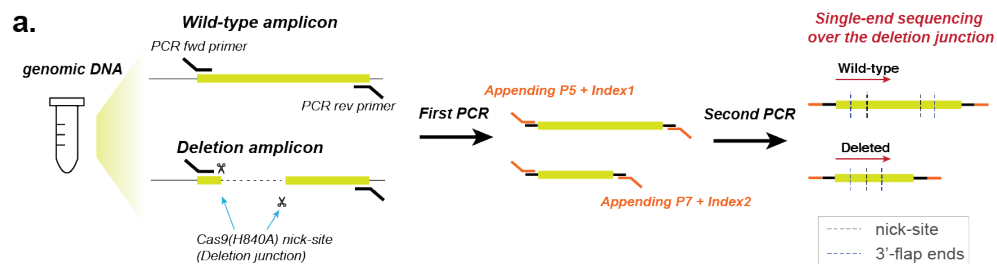 a.
genomic DNA
Wild-type amplicon
PCR fwd primer
PCR rev primer
Deletion amplicon
Cas9(H840A) nick-site
(Deletion junction)
First PCR
Appending P5 + Index1
Appending P7 + Index2
Second PCR
Single-end sequencing
over the deletion junction
Wild-type
Deleted
nick-site
3'-flap ends